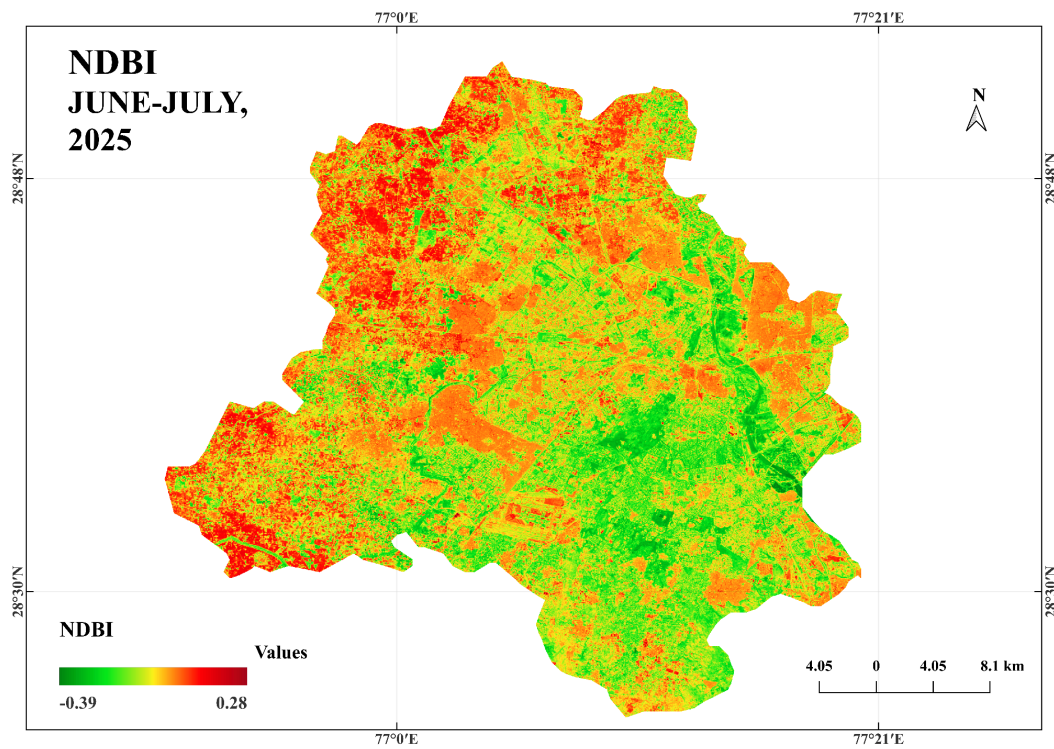 77°0′E 77°21′E
NDBI
JUNE-JULY,
2025
N
28°48′N 28°48′N
28°30′N 28°30′N
NDBI
Values
-0.39 0.28
4.05 0 4.05 8.1 km
77°0′E 77°21′E